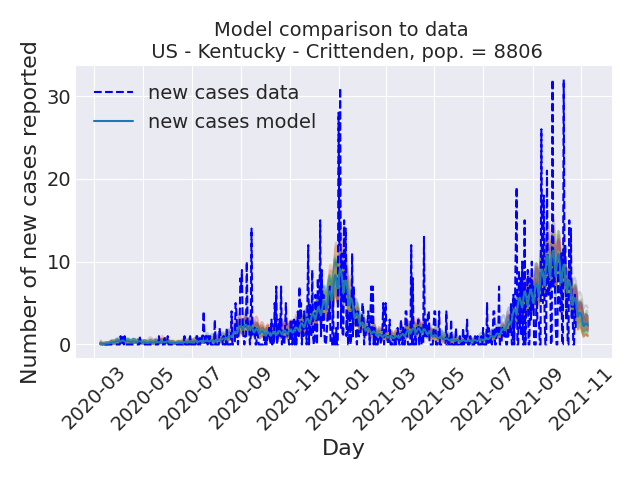 Model comparison to data
US - Kentucky - Crittenden, pop. = 8806
Number of new cases reported
30
20
10
0
new cases data
new cases model
2020-03
2020-05
2020-07
2020-09
2020-11
2021-01
2021-03
2021-05
2021-07
2021-09
2021-11
Day